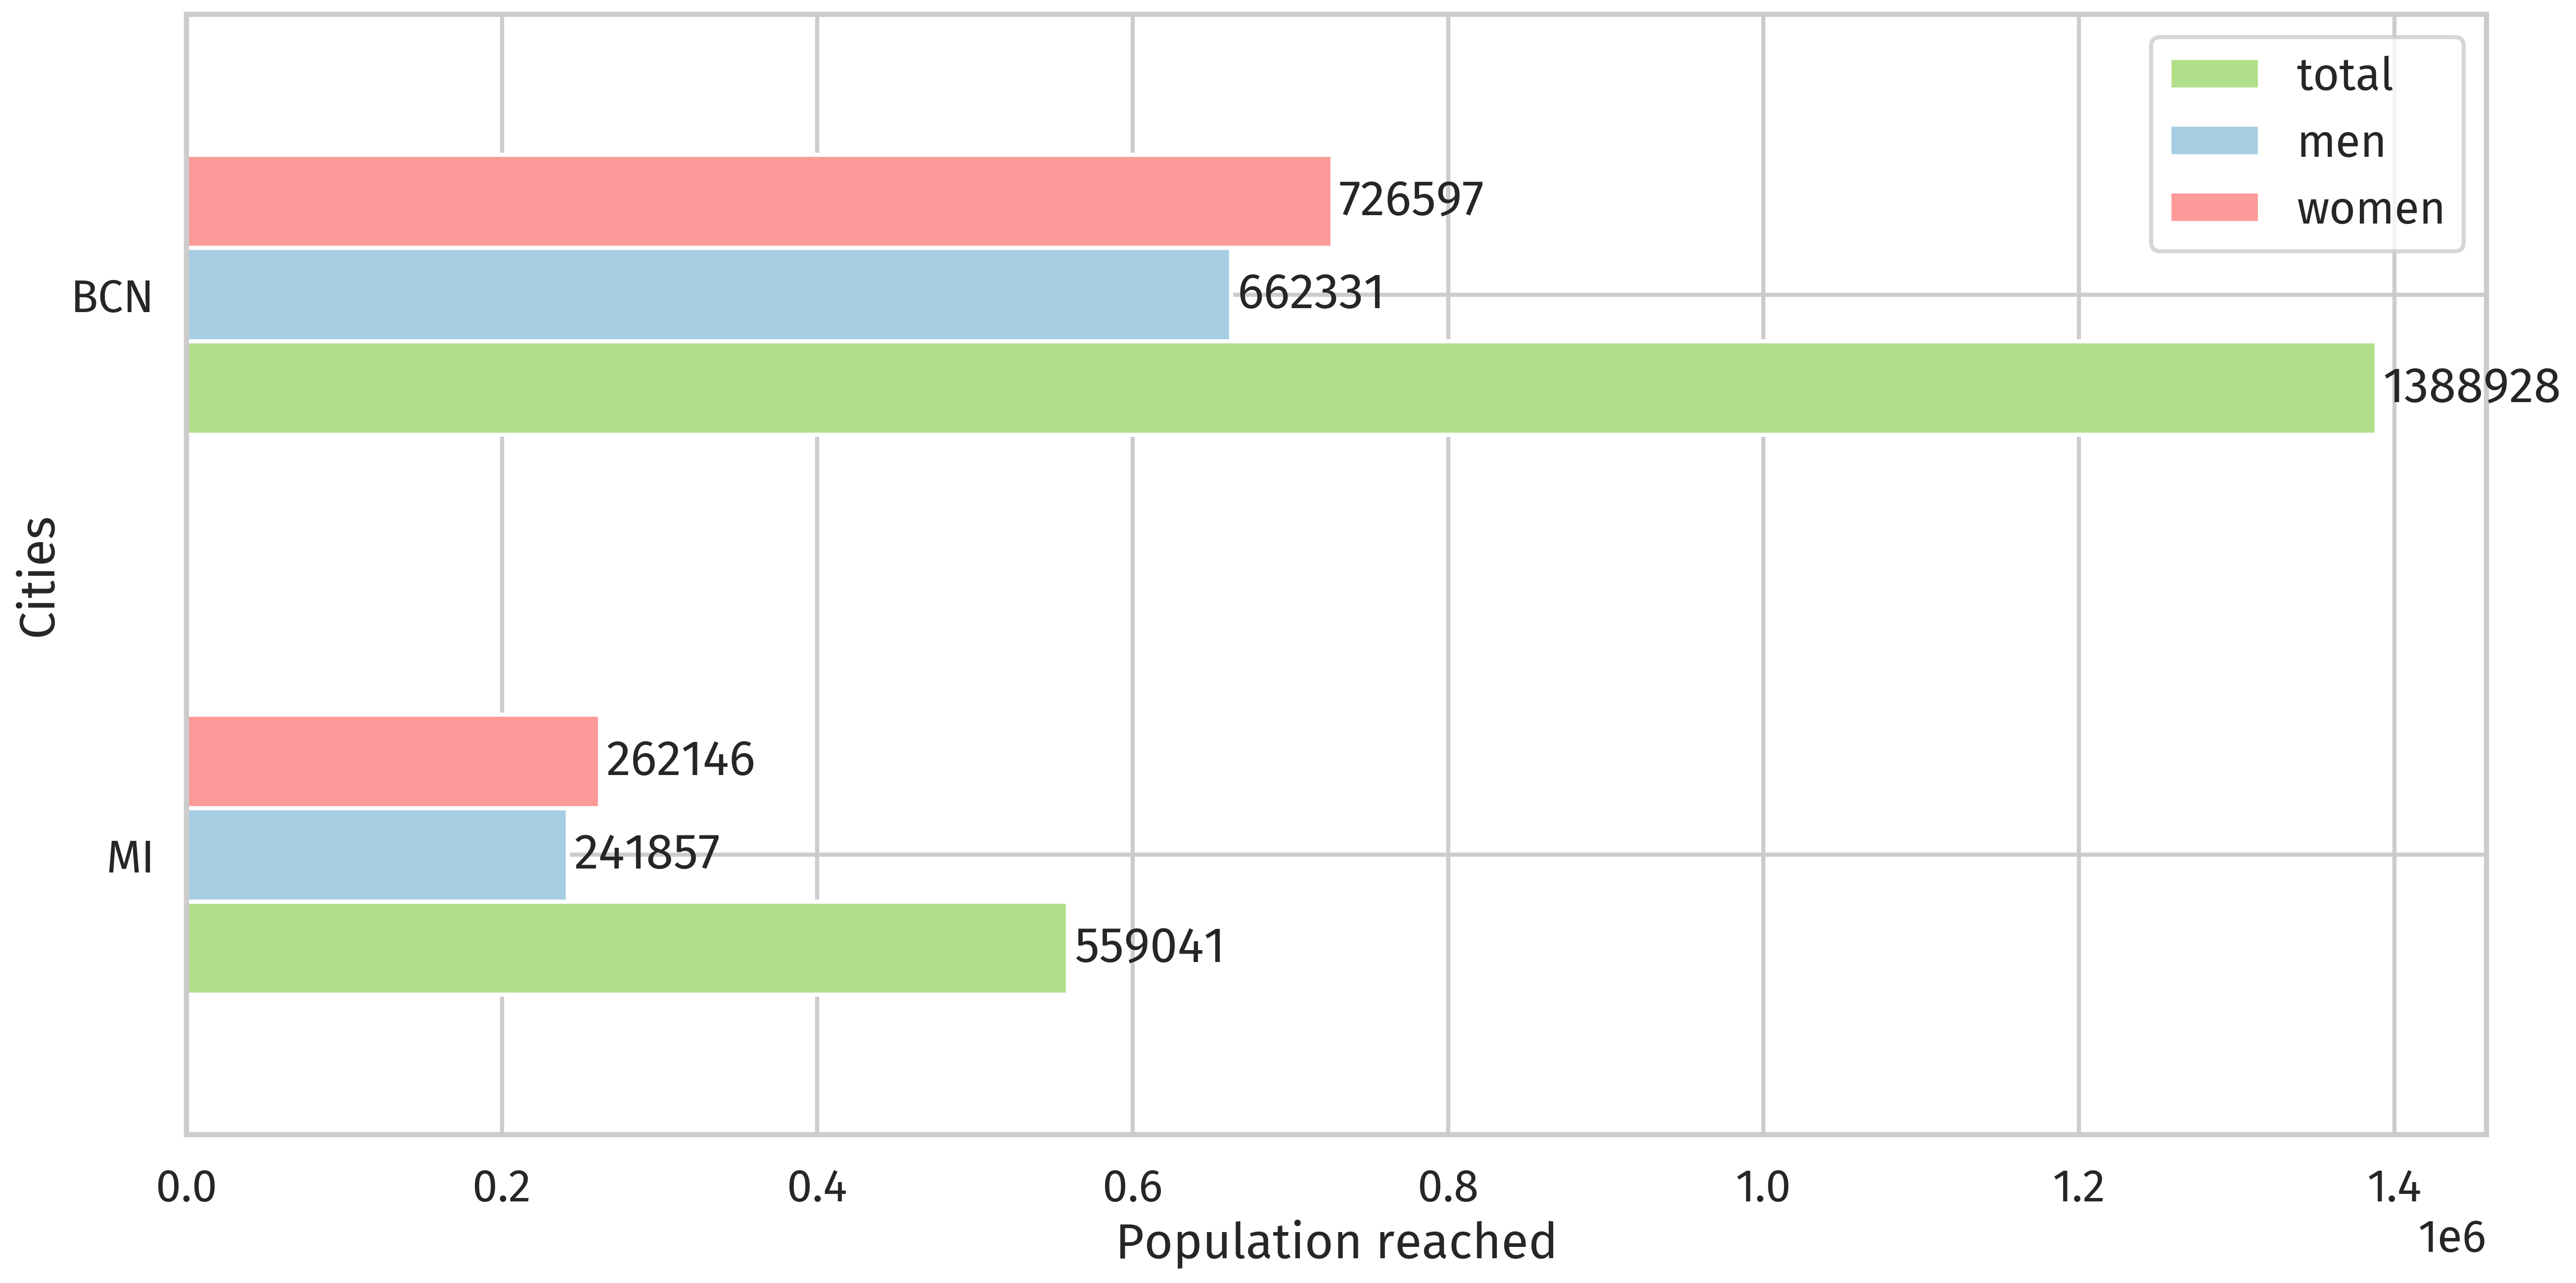 total
men
women
726597
BCN
662331
1388928
Cities
262146
MI
241857
559041
0.0 0.2 0.4 0.6 0.8 1.0 1.2 1.4
1e6
Population reached